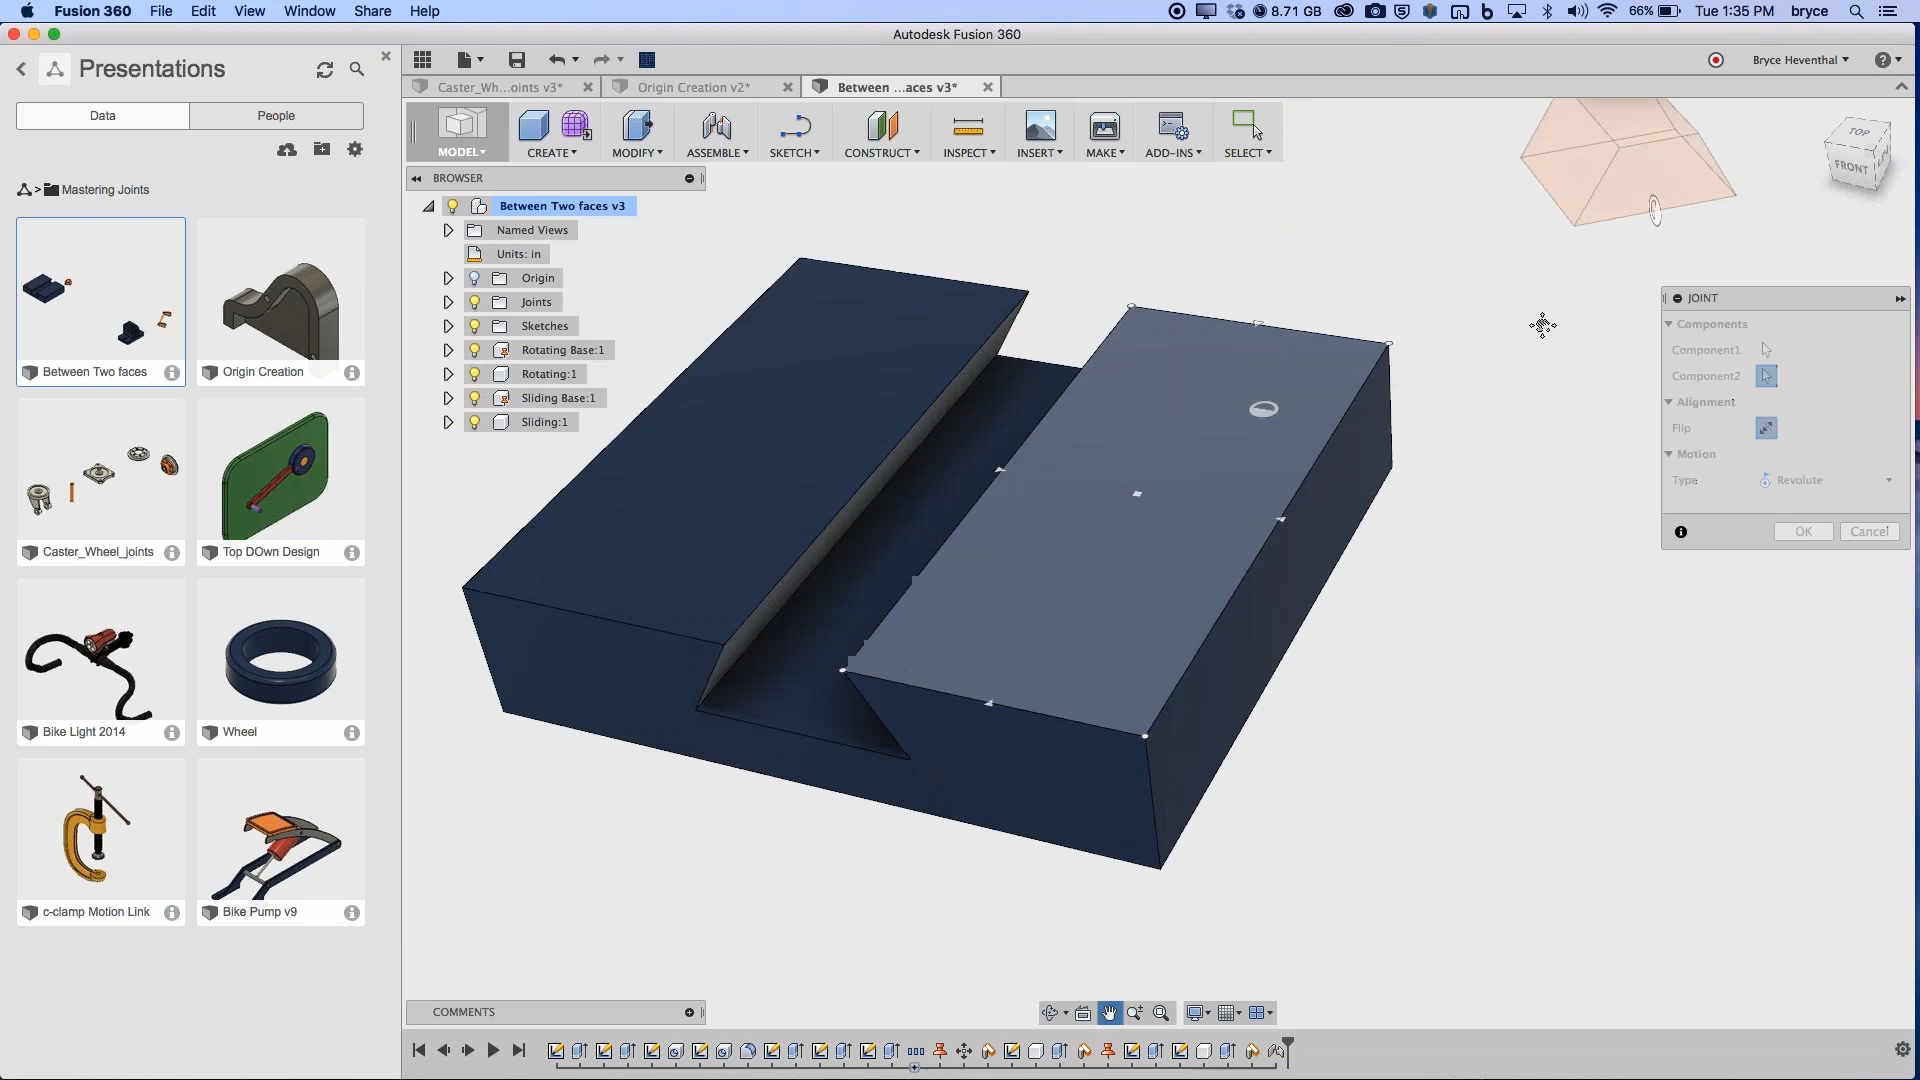 Fusion 360 File Edit View Window Share Help
8.71 GB 66% Tue 1:35 PM bryce
Autodesk Fusion 360
Presentations
Bryce Heventhal
Caster_Wh...oints v3* Origin Creation v2* Between ...aces v3*
Data People
MODEL CREATE MODIFY ASSEMBLE SKETCH CONSTRUCT INSPECT INSERT MAKE ADD-INS SELECT
TOP
FRONT
BROWSER
> Mastering Joints
Between Two faces v3
Named Views
Units: in
Origin
Joints
Sketches
Rotating Base:1
Rotating:1
Sliding Base:1
Sliding:1
Between Two faces Origin Creation
Caster_Wheel_joints Top DOwn Design
Bike Light 2014 Wheel
c-clamp Motion Link Bike Pump v9
JOINT
Components
Component1
Component2
Alignment
Flip
Motion
Type Revolute
OK Cancel
COMMENTS